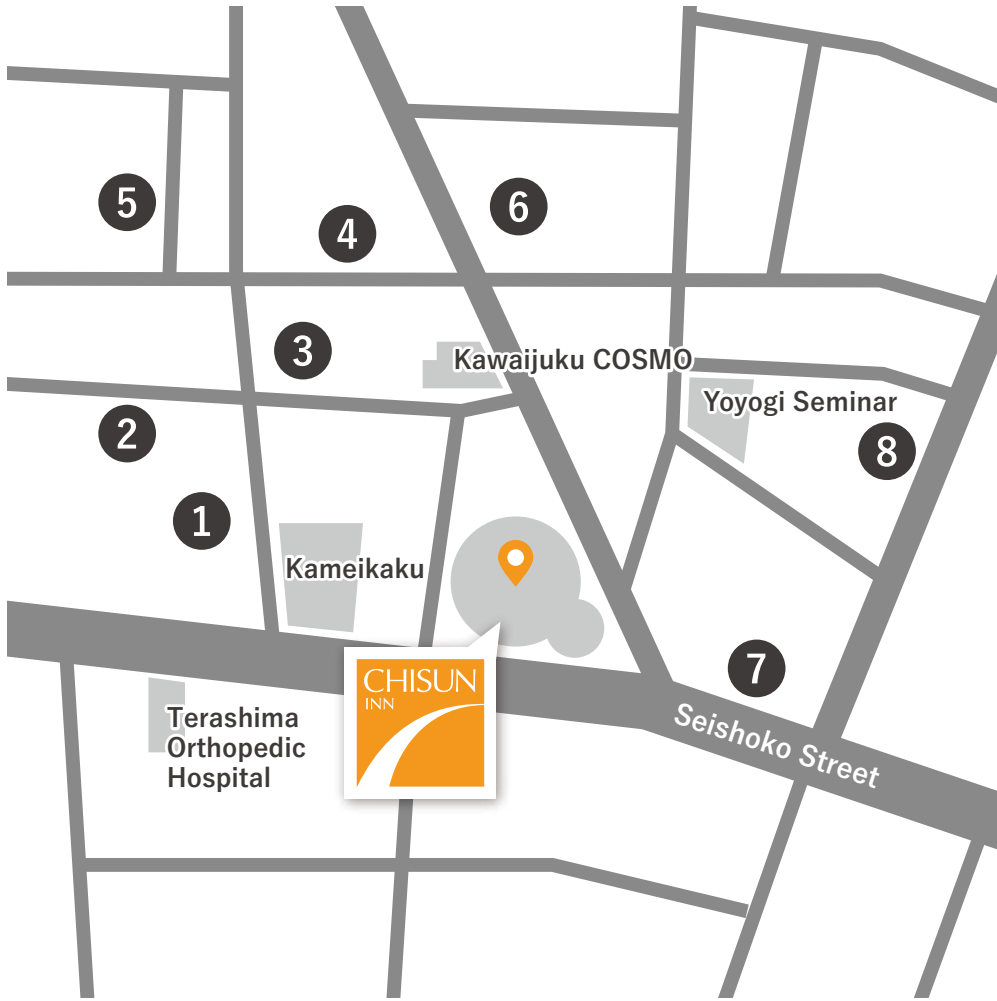 5
6
4
3
Kawaijuku COSMO
Yoyogi Seminar
2
8
1
Kameikaku
7
CHISUN
INN
Terashima
Orthopedic
Hospital
Seishoko Street